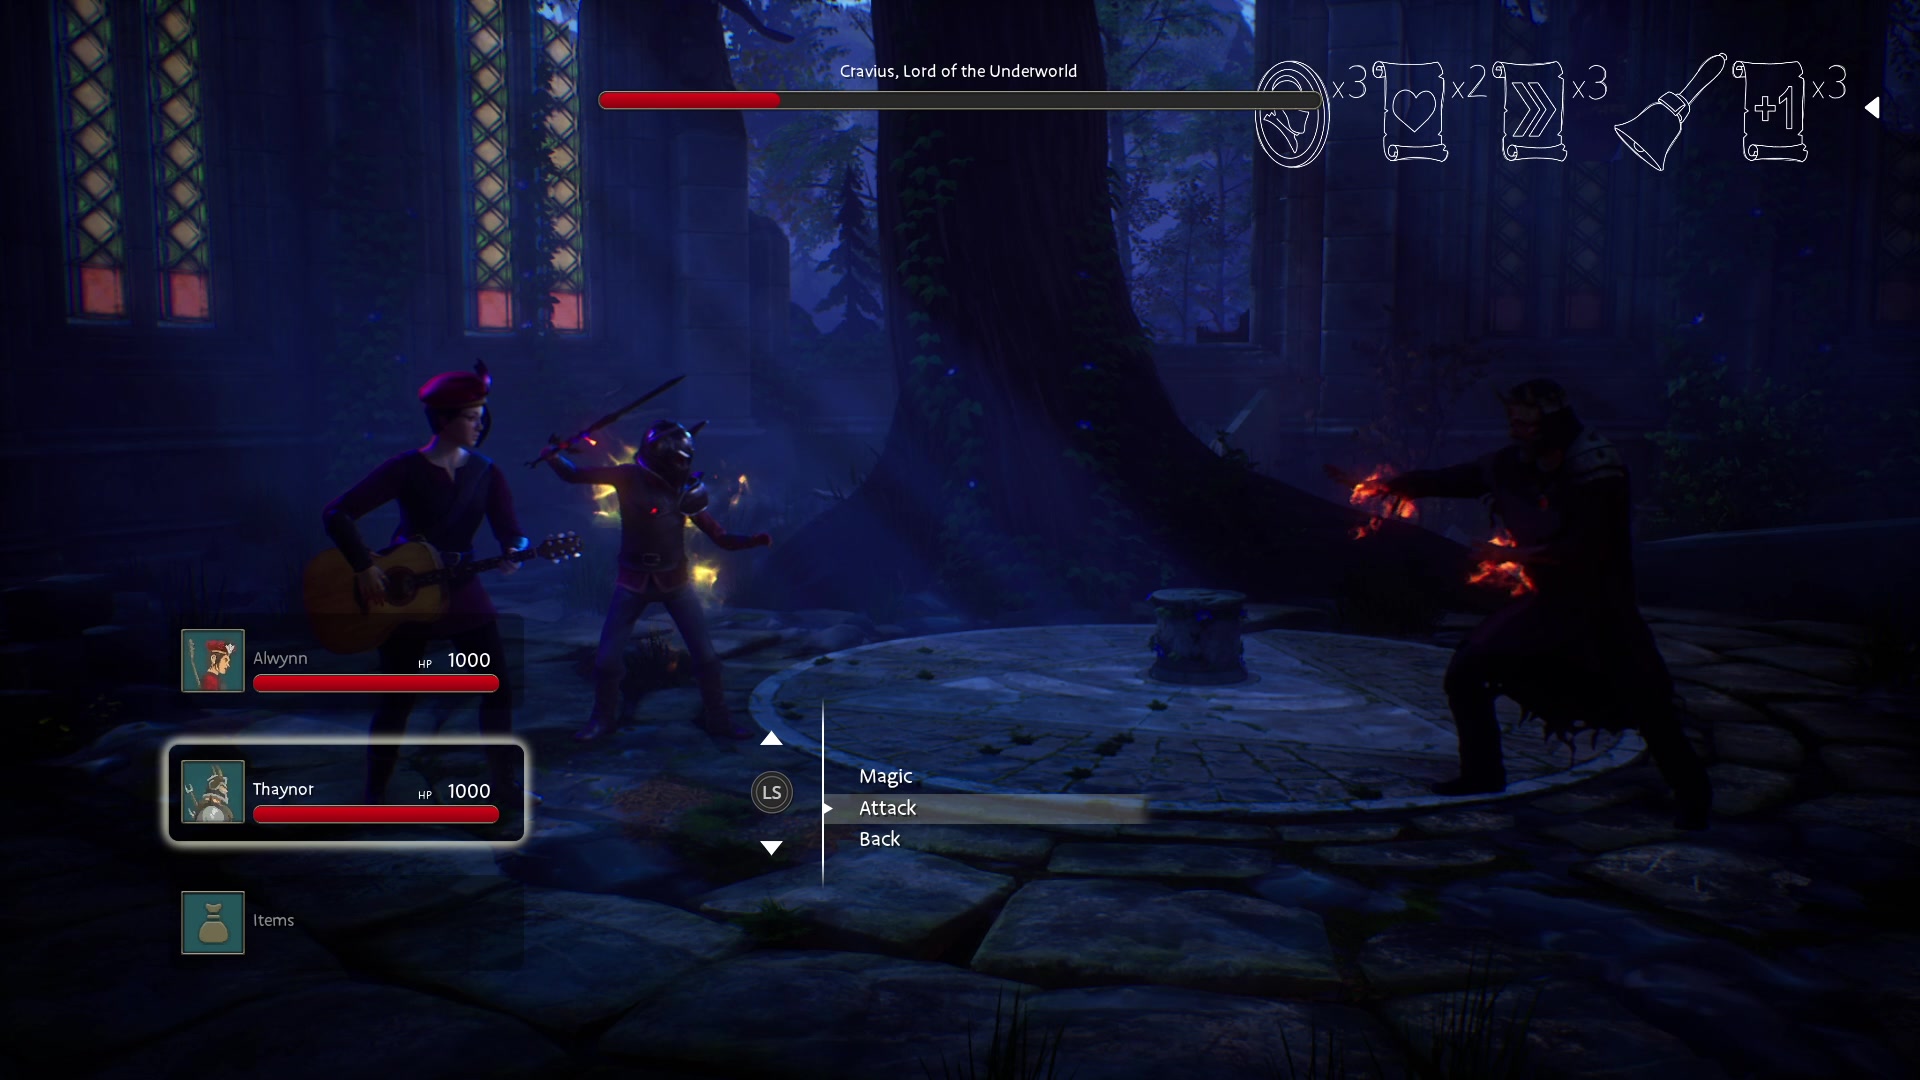 Cravius, Lord of the Underworld
x3
x2
x3
+1
x3
Alwynn HP 1000
Thaynor HP 1000
LS
Magic
Attack
Back
Items